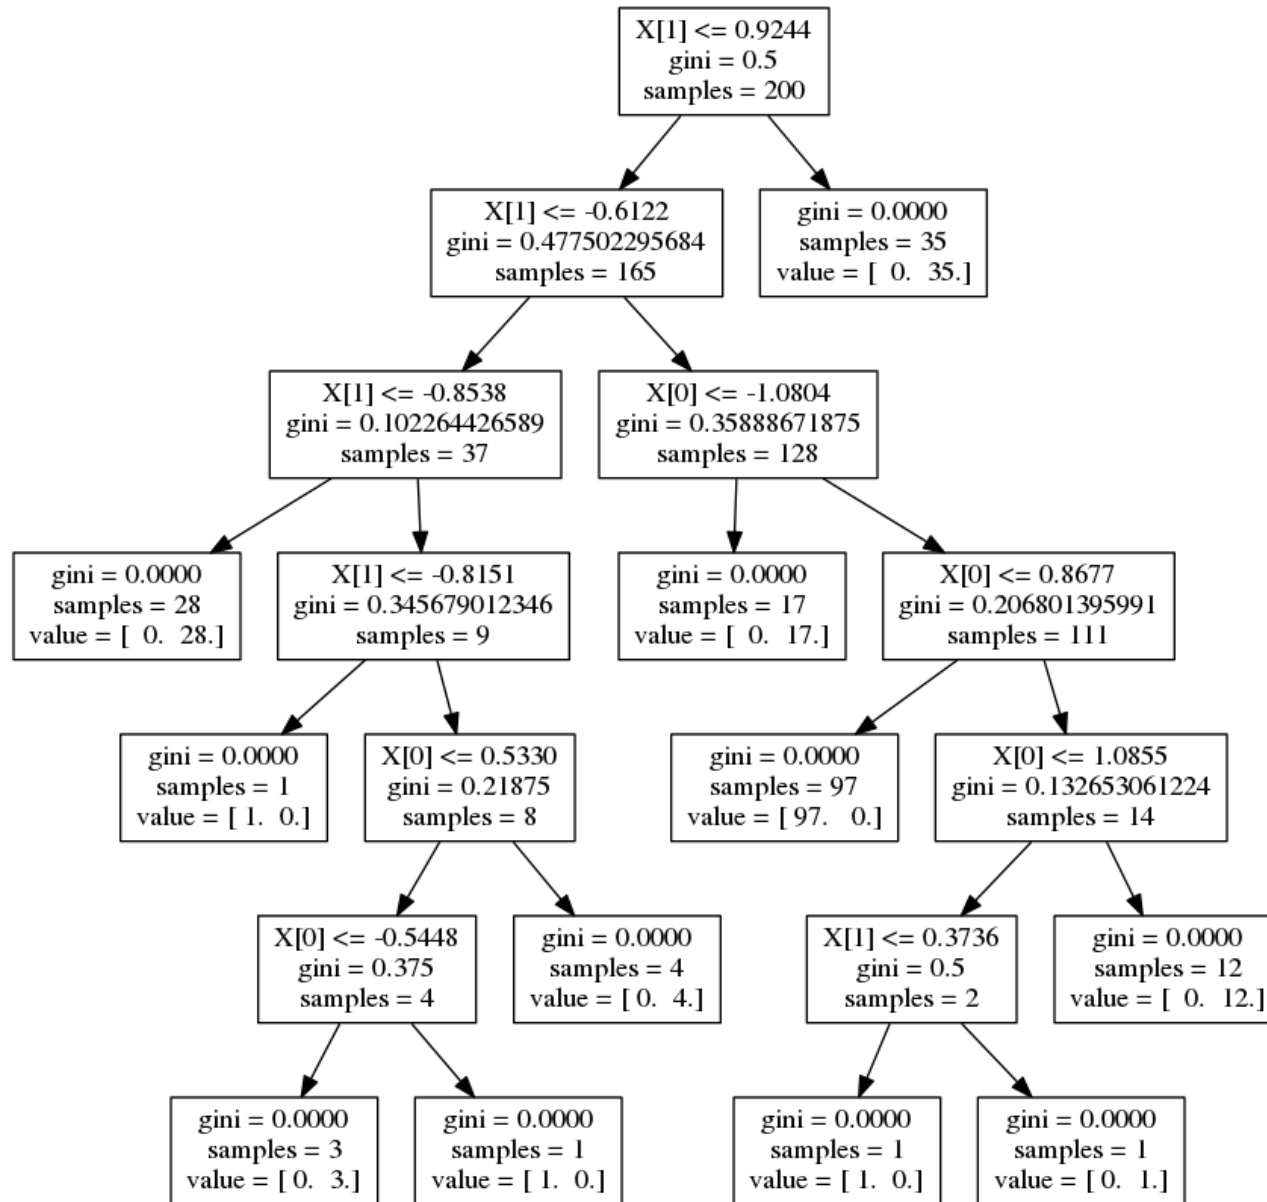 X[1] <= 0.9244
gini = 0.5
samples = 200
X[1] <= -0.6122
gini = 0.477502295684
samples = 165
gini = 0.0000
samples = 35
value = [ 0. 35.]
X[1] <= -0.8538
gini = 0.102264426589
samples = 37
X[0] <= -1.0804
gini = 0.35888671875
samples = 128
gini = 0.0000
samples = 28
value = [ 0. 28.]
X[1] <= -0.8151
gini = 0.345679012346
samples = 9
gini = 0.0000
samples = 17
value = [ 0. 17.]
X[0] <= 0.8677
gini = 0.206801395991
samples = 111
gini = 0.0000
samples = 1
value = [ 1. 0.]
X[0] <= 0.5330
gini = 0.21875
samples = 8
gini = 0.0000
samples = 97
value = [ 97. 0.]
X[0] <= 1.0855
gini = 0.132653061224
samples = 14
X[0] <= -0.5448
gini = 0.375
samples = 4
gini = 0.0000
samples = 4
value = [ 0. 4.]
X[1] <= 0.3736
gini = 0.5
samples = 2
gini = 0.0000
samples = 12
value = [ 0. 12.]
gini = 0.0000
samples = 3
value = [ 0. 3.]
gini = 0.0000
samples = 1
value = [ 1. 0.]
gini = 0.0000
samples = 1
value = [ 1. 0.]
gini = 0.0000
samples = 1
value = [ 0. 1.]